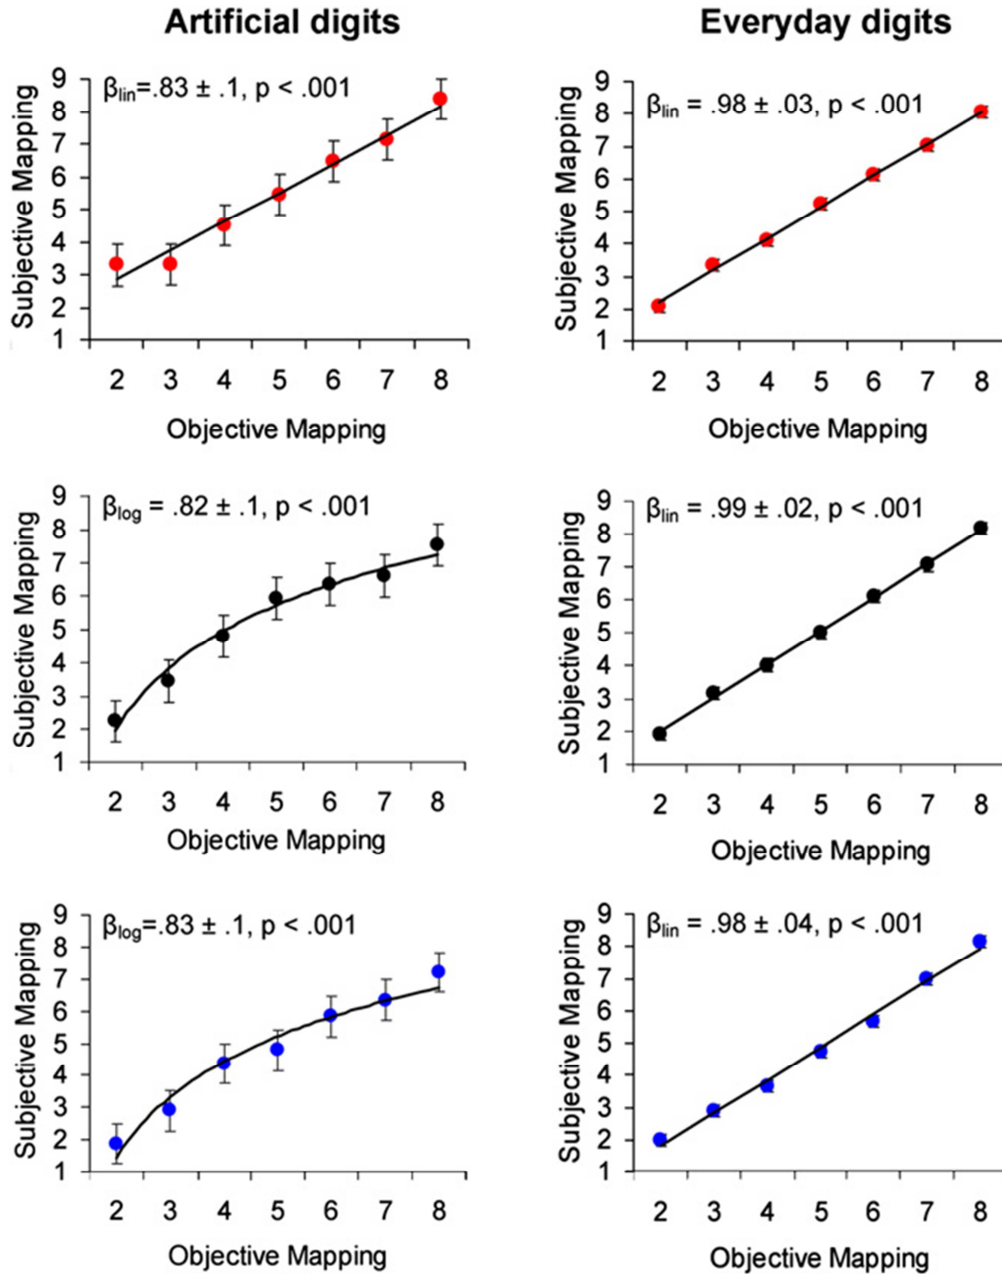 Artificial digits
Everyday digits
βlin=.83 ± .1, p < .001
Subjective Mapping
9
8
7
6
5
4
3
2
1
2 3 4 5 6 7 8
Objective Mapping
βlin = .98 ± .03, p < .001
Subjective Mapping
9
8
7
6
5
4
3
2
1
2 3 4 5 6 7 8
Objective Mapping
βlog = .82 ± .1, p < .001
Subjective Mapping
9
8
7
6
5
4
3
2
1
2 3 4 5 6 7 8
Objective Mapping
βlin = .99 ± .02, p < .001
Subjective Mapping
9
8
7
6
5
4
3
2
1
2 3 4 5 6 7 8
Objective Mapping
βlog=.83 ± .1, p < .001
Subjective Mapping
9
8
7
6
5
4
3
2
1
2 3 4 5 6 7 8
Objective Mapping
βlin = .98 ± .04, p < .001
Subjective Mapping
9
8
7
6
5
4
3
2
1
2 3 4 5 6 7 8
Objective Mapping